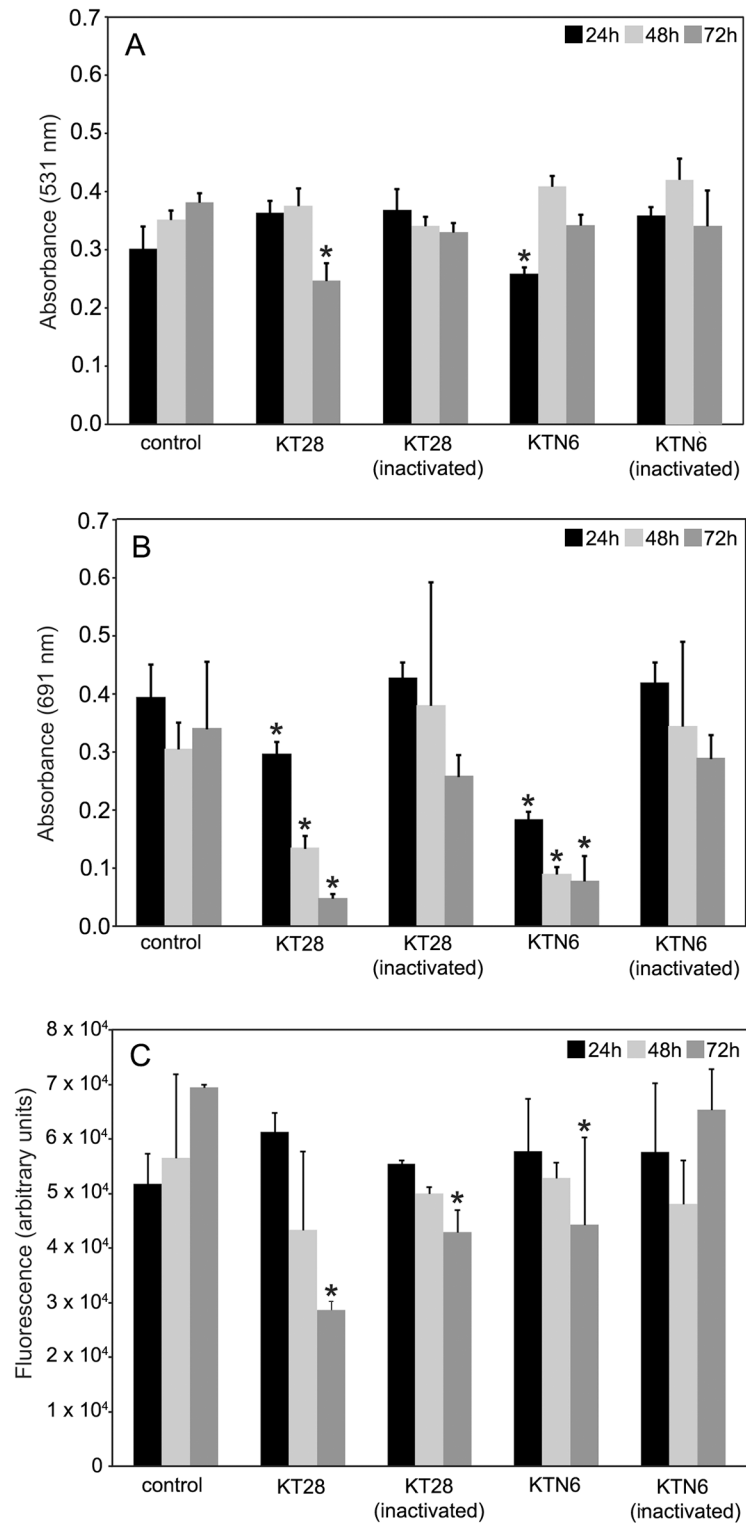 A
24h 48h 72h
Absorbance (531 nm)
0.7
0.6
0.5
0.4
0.3
0.2
0.1
0.0
*
*
control KT28 KT28 (inactivated) KTN6 KTN6 (inactivated)
B
24h 48h 72h
Absorbance (691 nm)
0.7
0.6
0.5
0.4
0.3
0.2
0.1
0.0
* * *
* * *
control KT28 KT28 (inactivated) KTN6 KTN6 (inactivated)
C
24h 48h 72h
Fluorescence (arbitrary units)
8 x 10⁴
7 x 10⁴
6 x 10⁴
5 x 10⁴
4 x 10⁴
3 x 10⁴
2 x 10⁴
1 x 10⁴
0
*
*
*
control KT28 KT28 (inactivated) KTN6 KTN6 (inactivated)